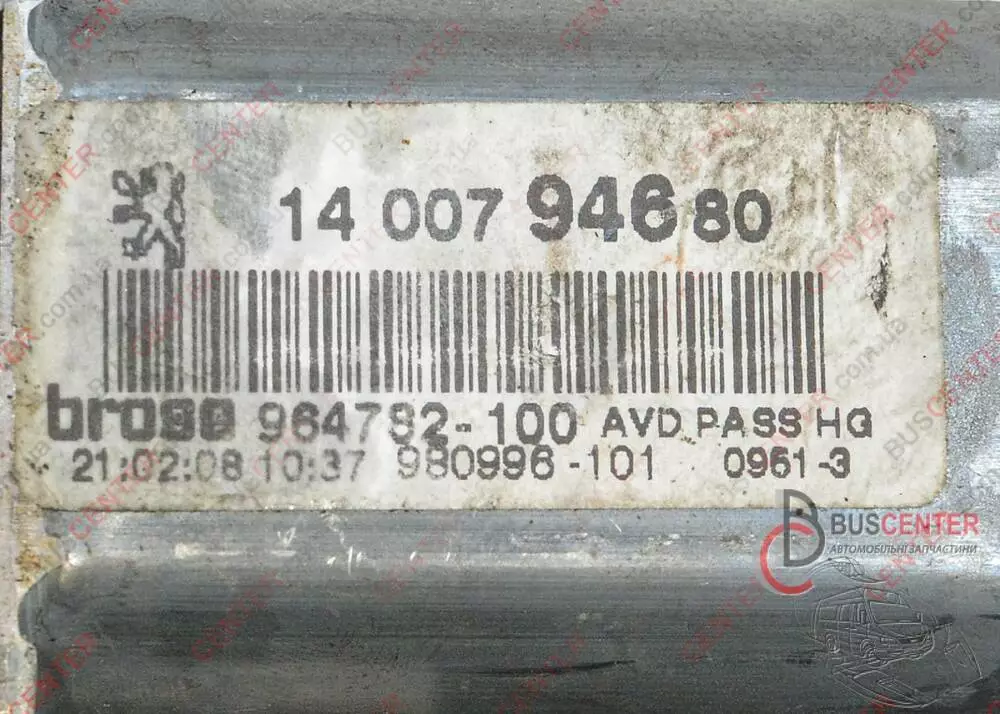 14 007 946 80
brose 964782-100 AVD PASS HG
21:02:08 10:37 980996-101 0961-3
BUSCENTER
АВТОМОБІЛЬНІ ЗАПЧАСТИНИ